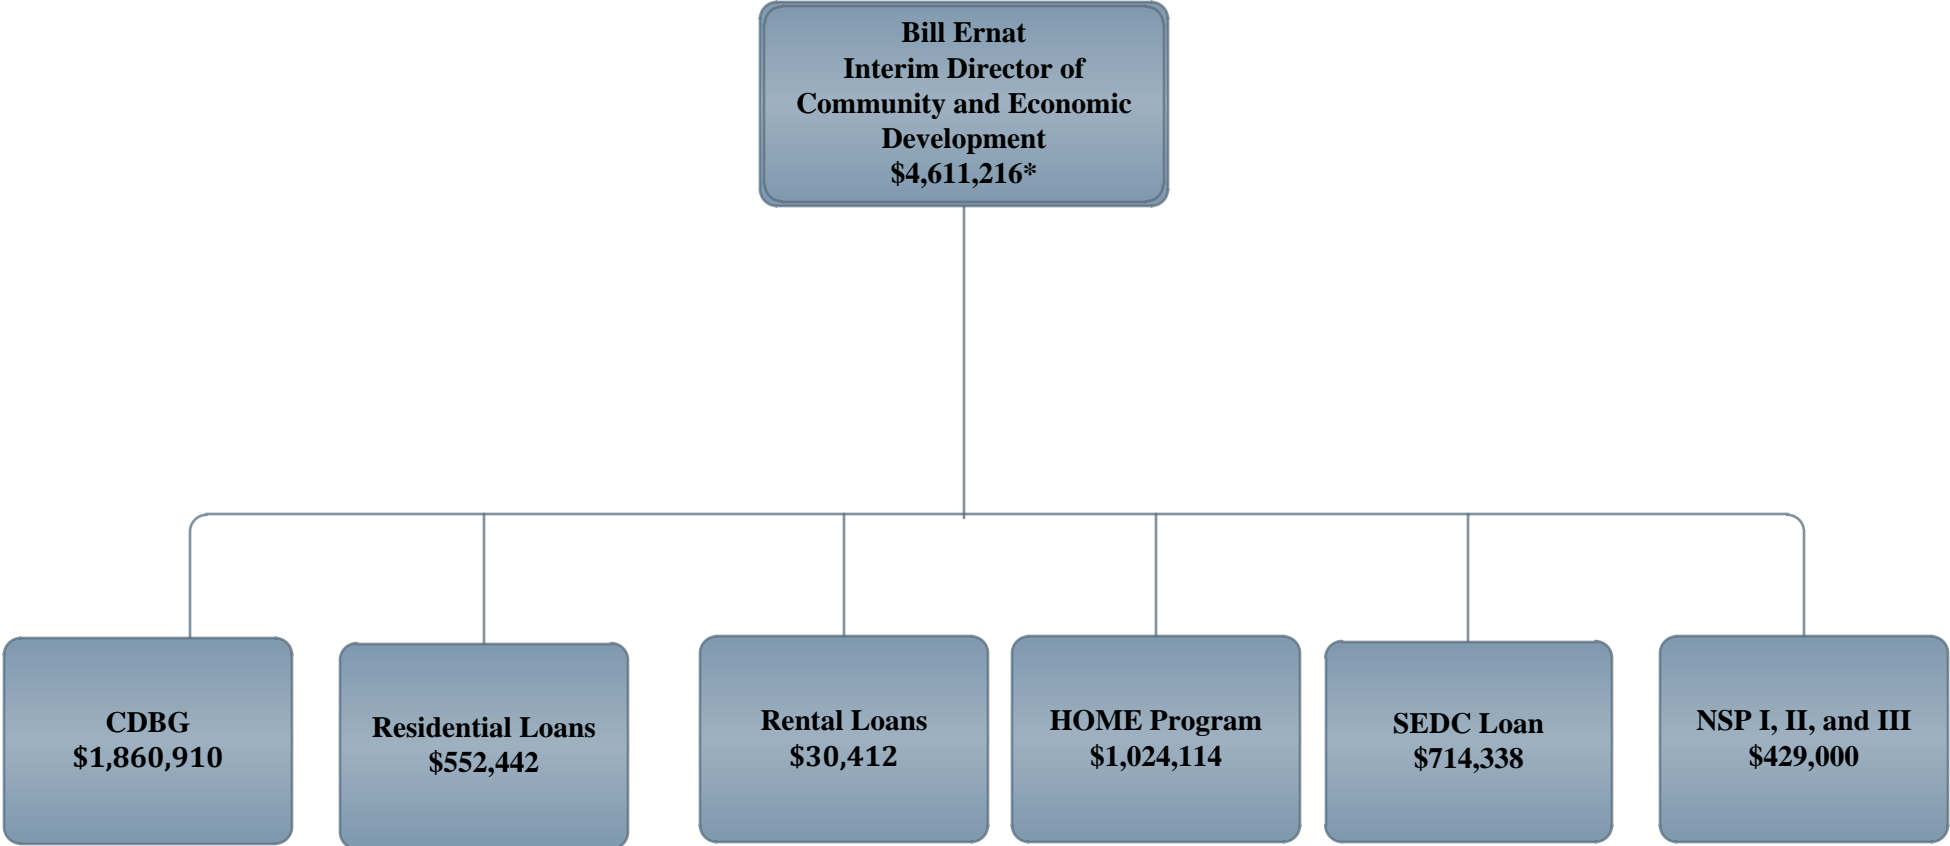 Bill Ernat
Interim Director of
Community and Economic
Development
$4,611,216*
CDBG
$1,860,910
Residential Loans
$552,442
Rental Loans
$30,412
HOME Program
$1,024,114
SEDC Loan
$714,338
NSP I, II, and III
$429,000